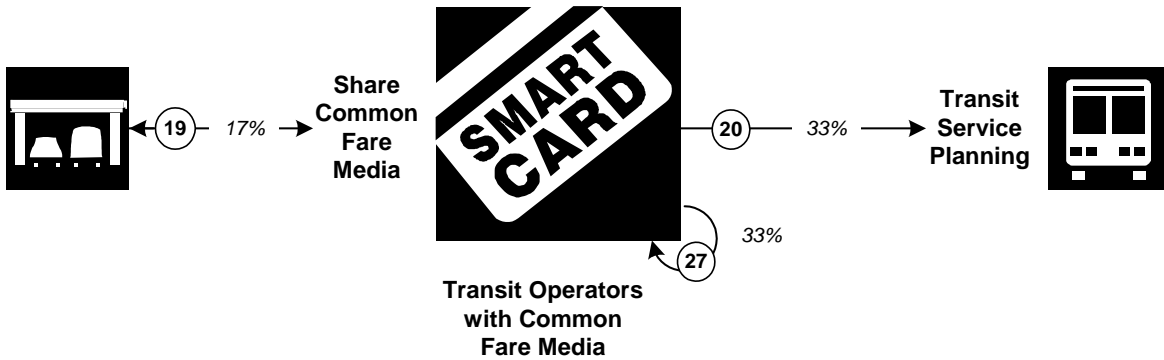 19
17%
Share
Common
Fare
Media
SMART
CARD
20
33%
Transit
Service
Planning
27
33%
Transit Operators
with Common
Fare Media